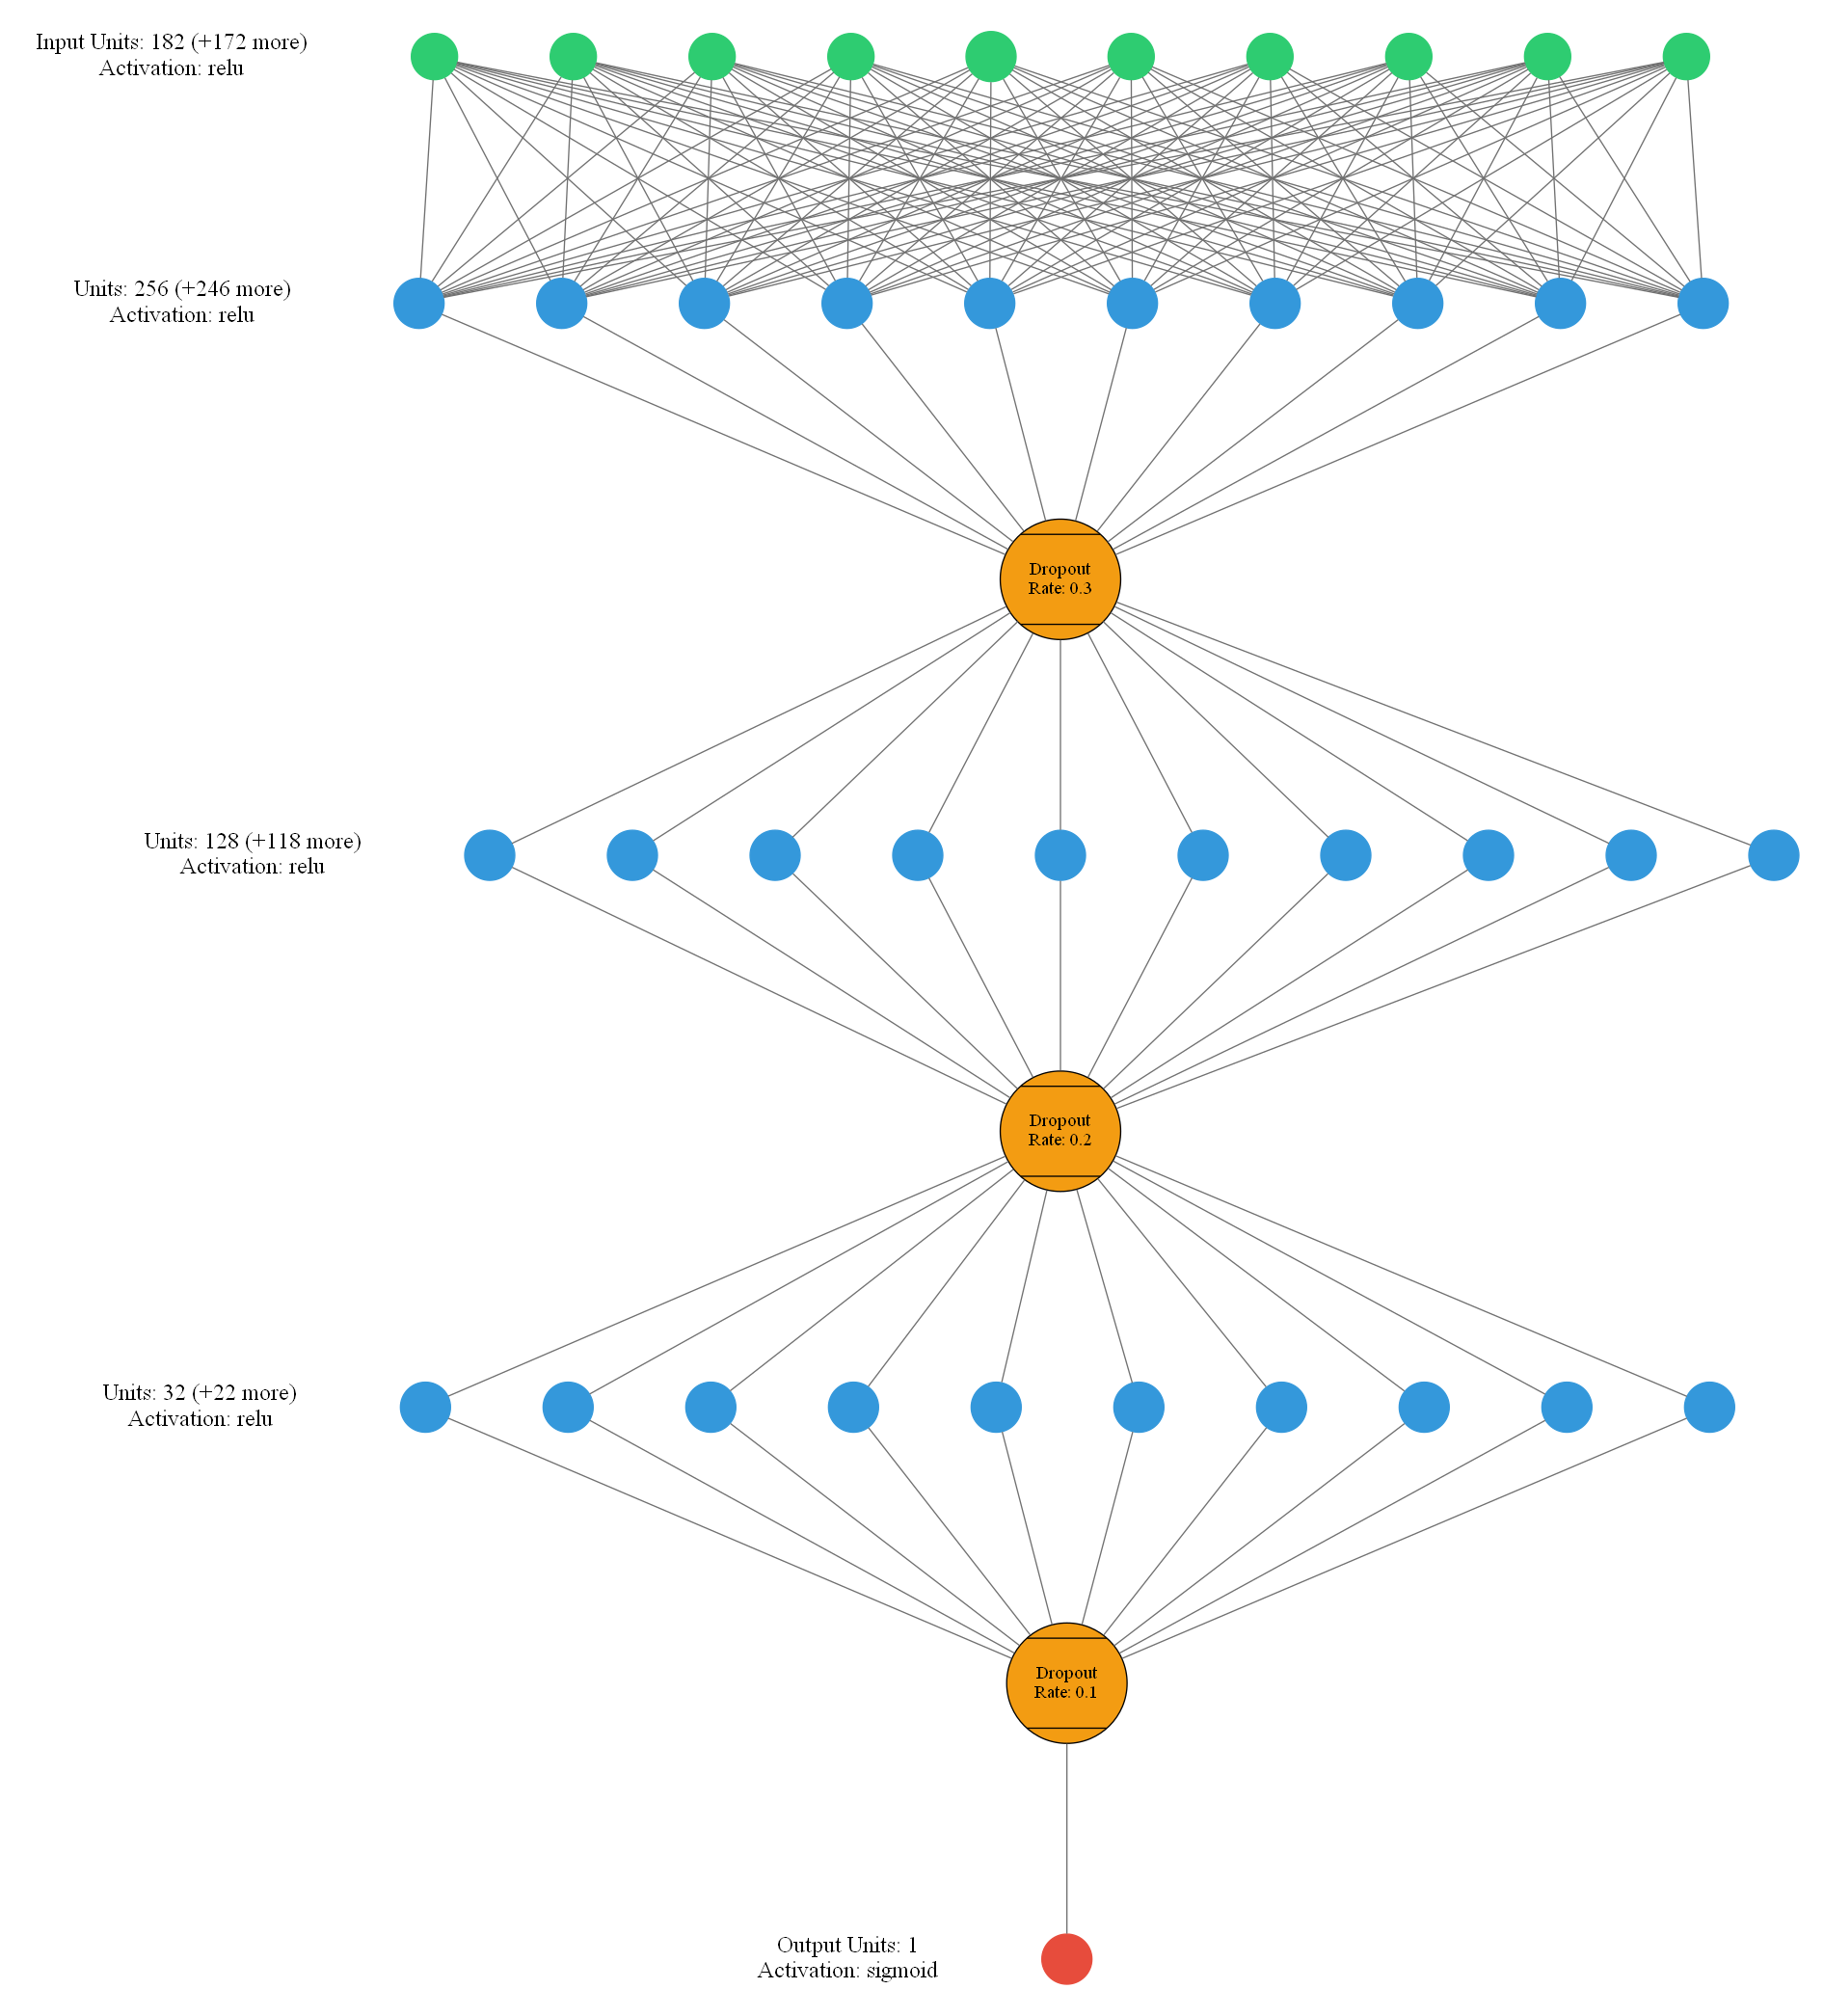 Input Units: 182 (+172 more)
Activation: relu
Units: 256 (+246 more)
Activation: relu
Dropout
Rate: 0.3
Units: 128 (+118 more)
Activation: relu
Dropout
Rate: 0.2
Units: 32 (+22 more)
Activation: relu
Dropout
Rate: 0.1
Output Units: 1
Activation: sigmoid